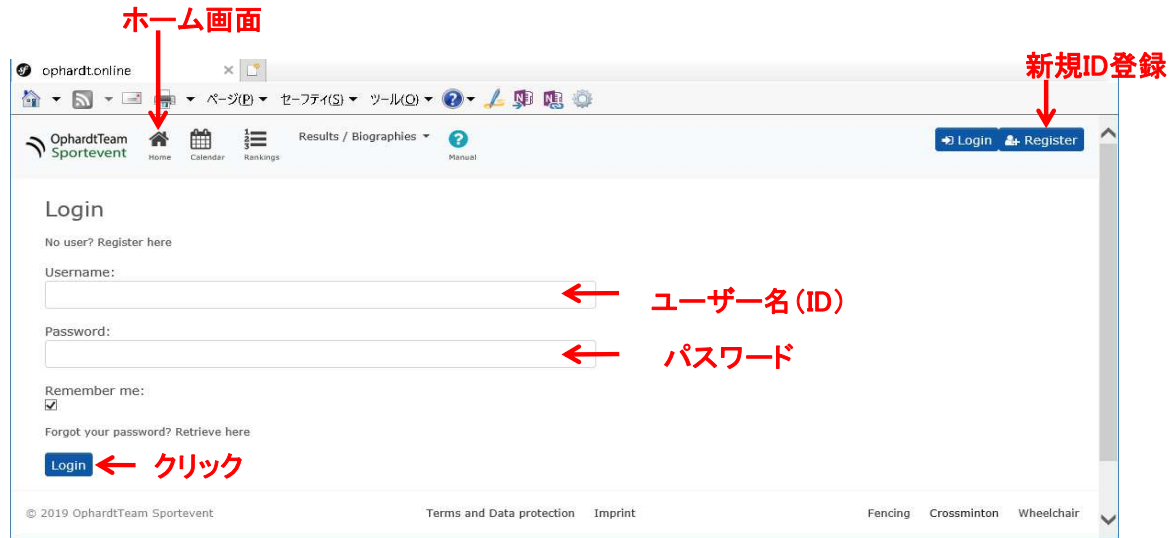 ホーム画面
新規ID登録
ophardt.online
ページ(P) セーフティ(S) ツール(O)
OphardtTeam
Sportevent
Home
Calendar
Rankings
Results / Biographies
Manual
Login
Register
Login
No user? Register here
Username:
ユーザー名(ID)
Password:
パスワード
Remember me:
Forgot your password? Retrieve here
Login
クリック
© 2019 OphardtTeam Sportevent
Terms and Data protection Imprint
Fencing Crossminton Wheelchair